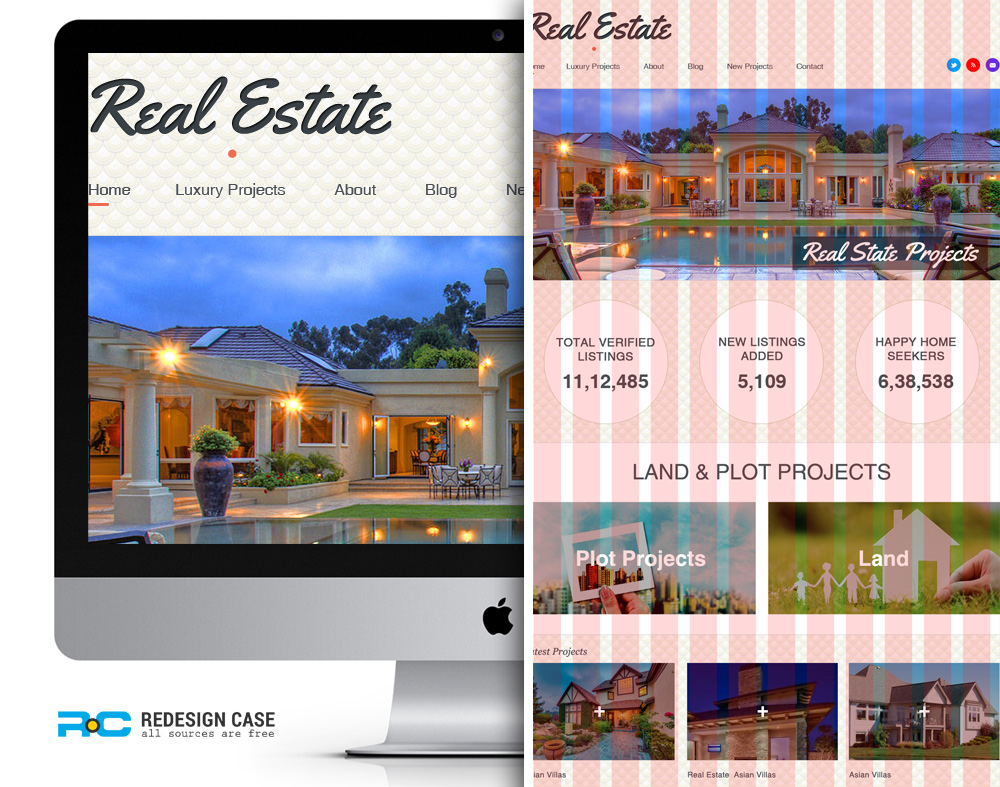 Real Estate
Home Luxury Projects About Blog Ne
RC REDESIGN CASE
all sources are free
Real Estate
ome Luxury Projects About Blog New Projects Contact
Real State Projects
TOTAL VERIFIED
LISTINGS
11,12,485
NEW LISTINGS
ADDED
5,109
HAPPY HOME
SEEKERS
6,38,538
LAND & PLOT PROJECTS
Plot Projects
Land
atest Projects
ian Villas
Real Estate Asian Villas
Asian Villas